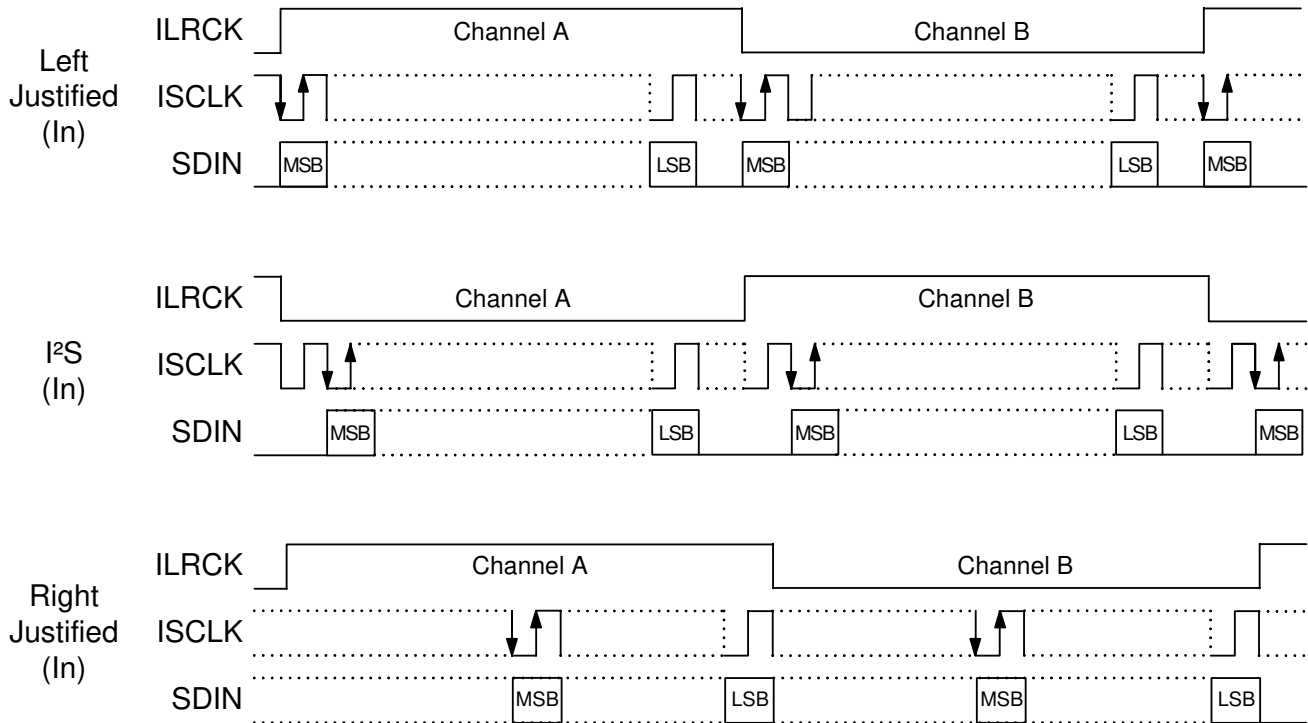 Left
Justified
(In)
ILRCK
Channel A
Channel B
ISCLK
SDIN
MSB
LSB
MSB
LSB
MSB
I²S
(In)
ILRCK
Channel A
Channel B
ISCLK
SDIN
MSB
LSB
MSB
LSB
MSB
Right
Justified
(In)
ILRCK
Channel A
Channel B
ISCLK
SDIN
MSB
LSB
MSB
LSB